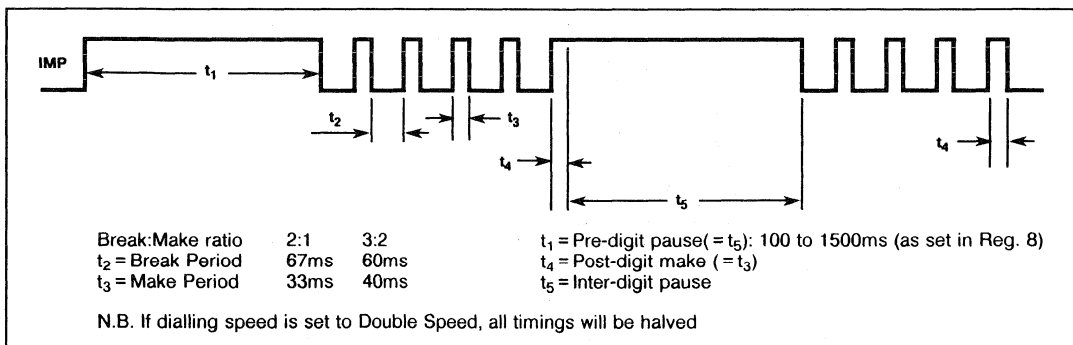 IMP
t1
t2
t3
t4
t4
t5
Break:Make ratio 2:1 3:2
t2 = Break Period 67ms 60ms
t3 = Make Period 33ms 40ms
t1 = Pre-digit pause( = t5): 100 to 1500ms (as set in Reg. 8)
t4 = Post-digit make ( = t3)
t5 = Inter-digit pause
N.B. If dialling speed is set to Double Speed, all timings will be halved